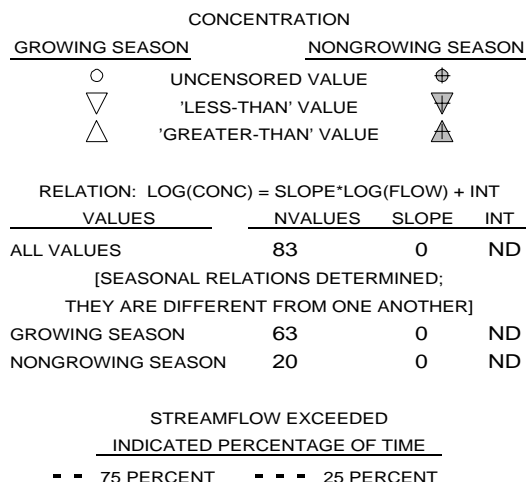 CONCENTRATION
GROWING SEASON NONGROWING SEASON
UNCENSORED VALUE
'LESS-THAN' VALUE
'GREATER-THAN' VALUE
RELATION: LOG(CONC) = SLOPE*LOG(FLOW) + INT
VALUES NVALUES SLOPE INT
ALL VALUES 83 0 ND
[SEASONAL RELATIONS DETERMINED;
THEY ARE DIFFERENT FROM ONE ANOTHER]
GROWING SEASON 63 0 ND
NONGROWING SEASON 20 0 ND
STREAMFLOW EXCEEDED
INDICATED PERCENTAGE OF TIME
75 PERCENT 25 PERCENT